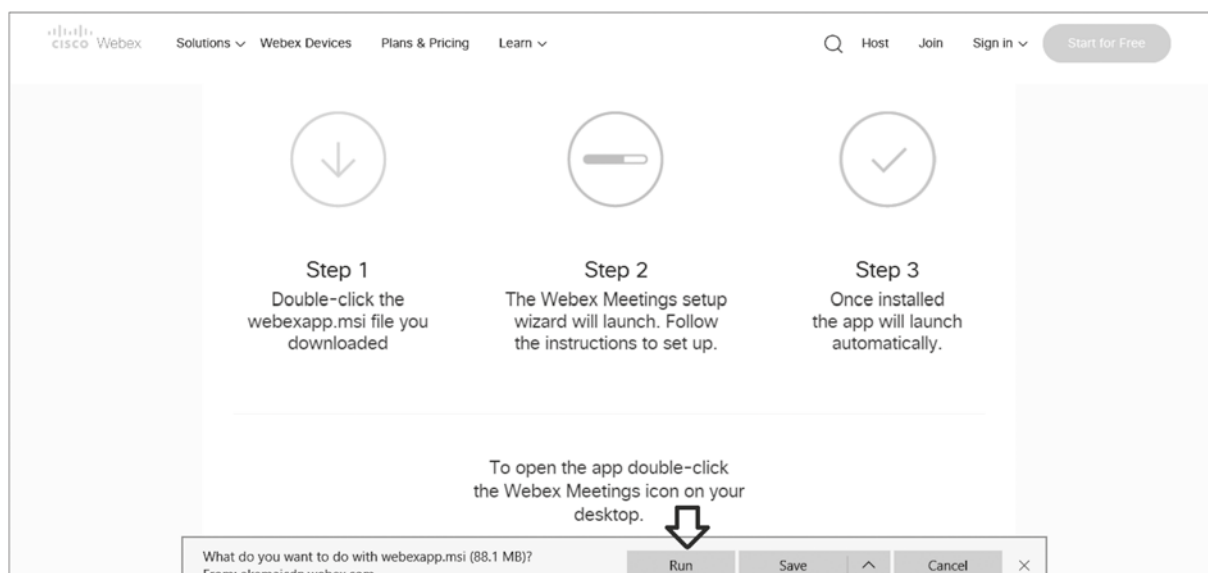 CISCO Webex Solutions Webex Devices Plans & Pricing Learn Host Join Sign in Start for Free
Step 1
Double-click the
webexapp.msi file you
downloaded
Step 2
The Webex Meetings setup
wizard will launch. Follow
the instructions to set up.
Step 3
Once installed
the app will launch
automatically.
To open the app double-click
the Webex Meetings icon on your
desktop.
What do you want to do with webexapp.msi (88.1 MB)?
Run Save Cancel